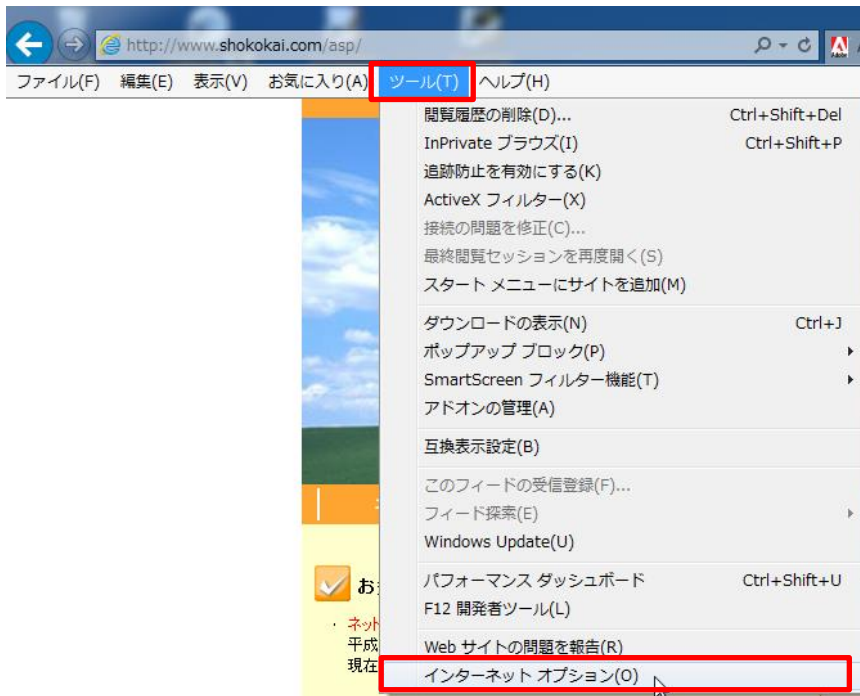 http://www.shokokai.com/asp/
ファイル(F) 編集(E) 表示(V) お気に入り(A) ツール(T) ヘルプ(H)
閲覧履歴の削除(D)... Ctrl+Shift+Del
InPrivate ブラウズ(I) Ctrl+Shift+P
追跡防止を有効にする(K)
ActiveX フィルター(X)
接続の問題を修正(C)...
最終閲覧セッションを再度開く(S)
スタート メニューにサイトを追加(M)
ダウンロードの表示(N) Ctrl+J
ポップアップ ブロック(P)
SmartScreen フィルター機能(T)
アドオンの管理(A)
互換表示設定(B)
このフィードの受信登録(F)...
フィード探索(E)
Windows Update(U)
パフォーマンス ダッシュボード Ctrl+Shift+U
お
F12 開発者ツール(L)
ネット
平成
Web サイトの問題を報告(R)
現在
インターネット オプション(O)